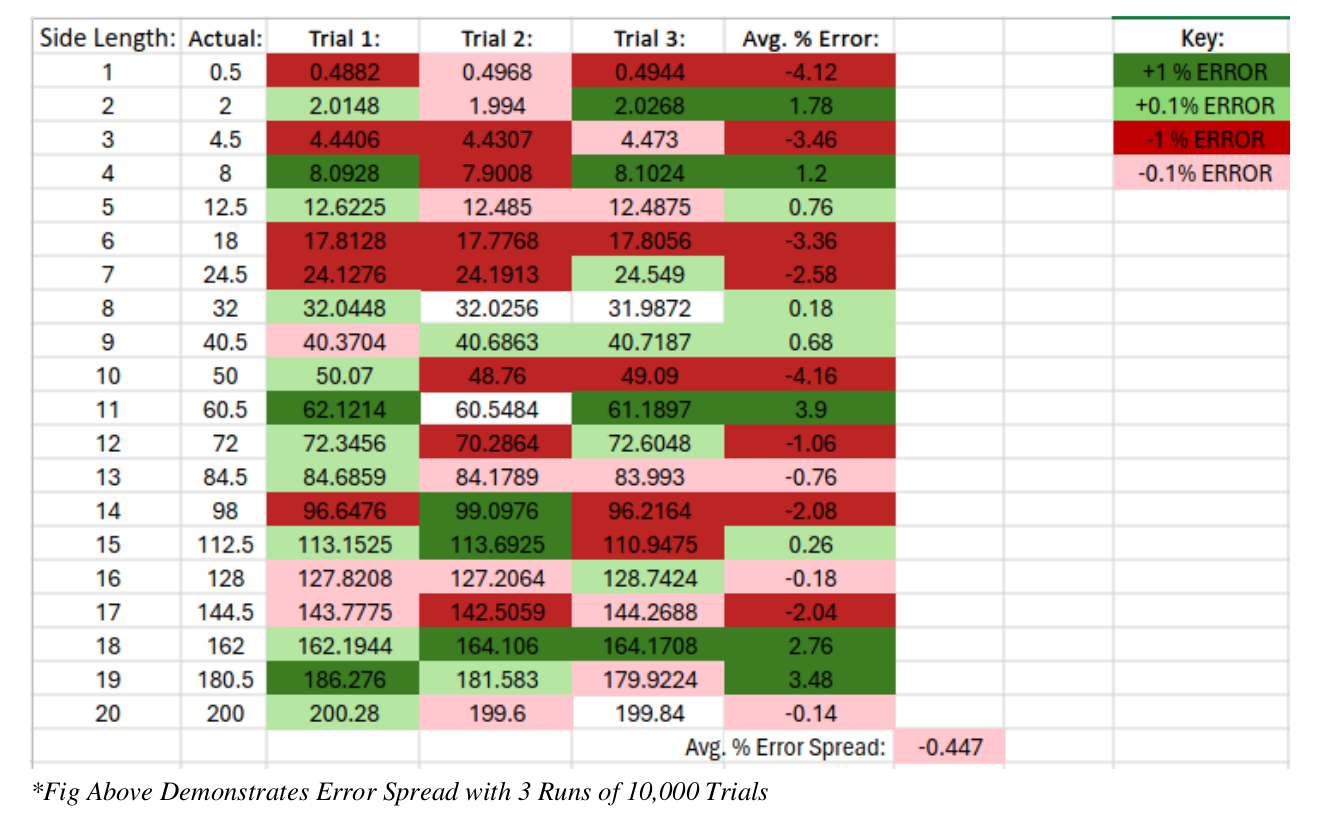 Side Length: Actual: Trial 1: Trial 2: Trial 3: Avg. % Error: Key:
1 0.5 0.4882 0.4968 0.4944 -4.12 +1 % ERROR
2 2 2.0148 1.994 2.0268 1.78 +0.1% ERROR
3 4.5 4.4406 4.4307 4.473 -3.46 -1 % ERROR
4 8 8.0928 7.9008 8.1024 1.2 -0.1% ERROR
5 12.5 12.6225 12.485 12.4875 0.76
6 18 17.8128 17.7768 17.8056 -3.36
7 24.5 24.1276 24.1913 24.549 -2.58
8 32 32.0448 32.0256 31.9872 0.18
9 40.5 40.3704 40.6863 40.7187 0.68
10 50 50.07 48.76 49.09 -4.16
11 60.5 62.1214 60.5484 61.1897 3.9
12 72 72.3456 70.2864 72.6048 -1.06
13 84.5 84.6859 84.1789 83.993 -0.76
14 98 96.6476 99.0976 96.2164 -2.08
15 112.5 113.1525 113.6925 110.9475 0.26
16 128 127.8208 127.2064 128.7424 -0.18
17 144.5 143.7775 142.5059 144.2688 -2.04
18 162 162.1944 164.106 164.1708 2.76
19 180.5 186.276 181.583 179.9224 3.48
20 200 200.28 199.6 199.84 -0.14
Avg. % Error Spread: -0.447
*Fig Above Demonstrates Error Spread with 3 Runs of 10,000 Trials